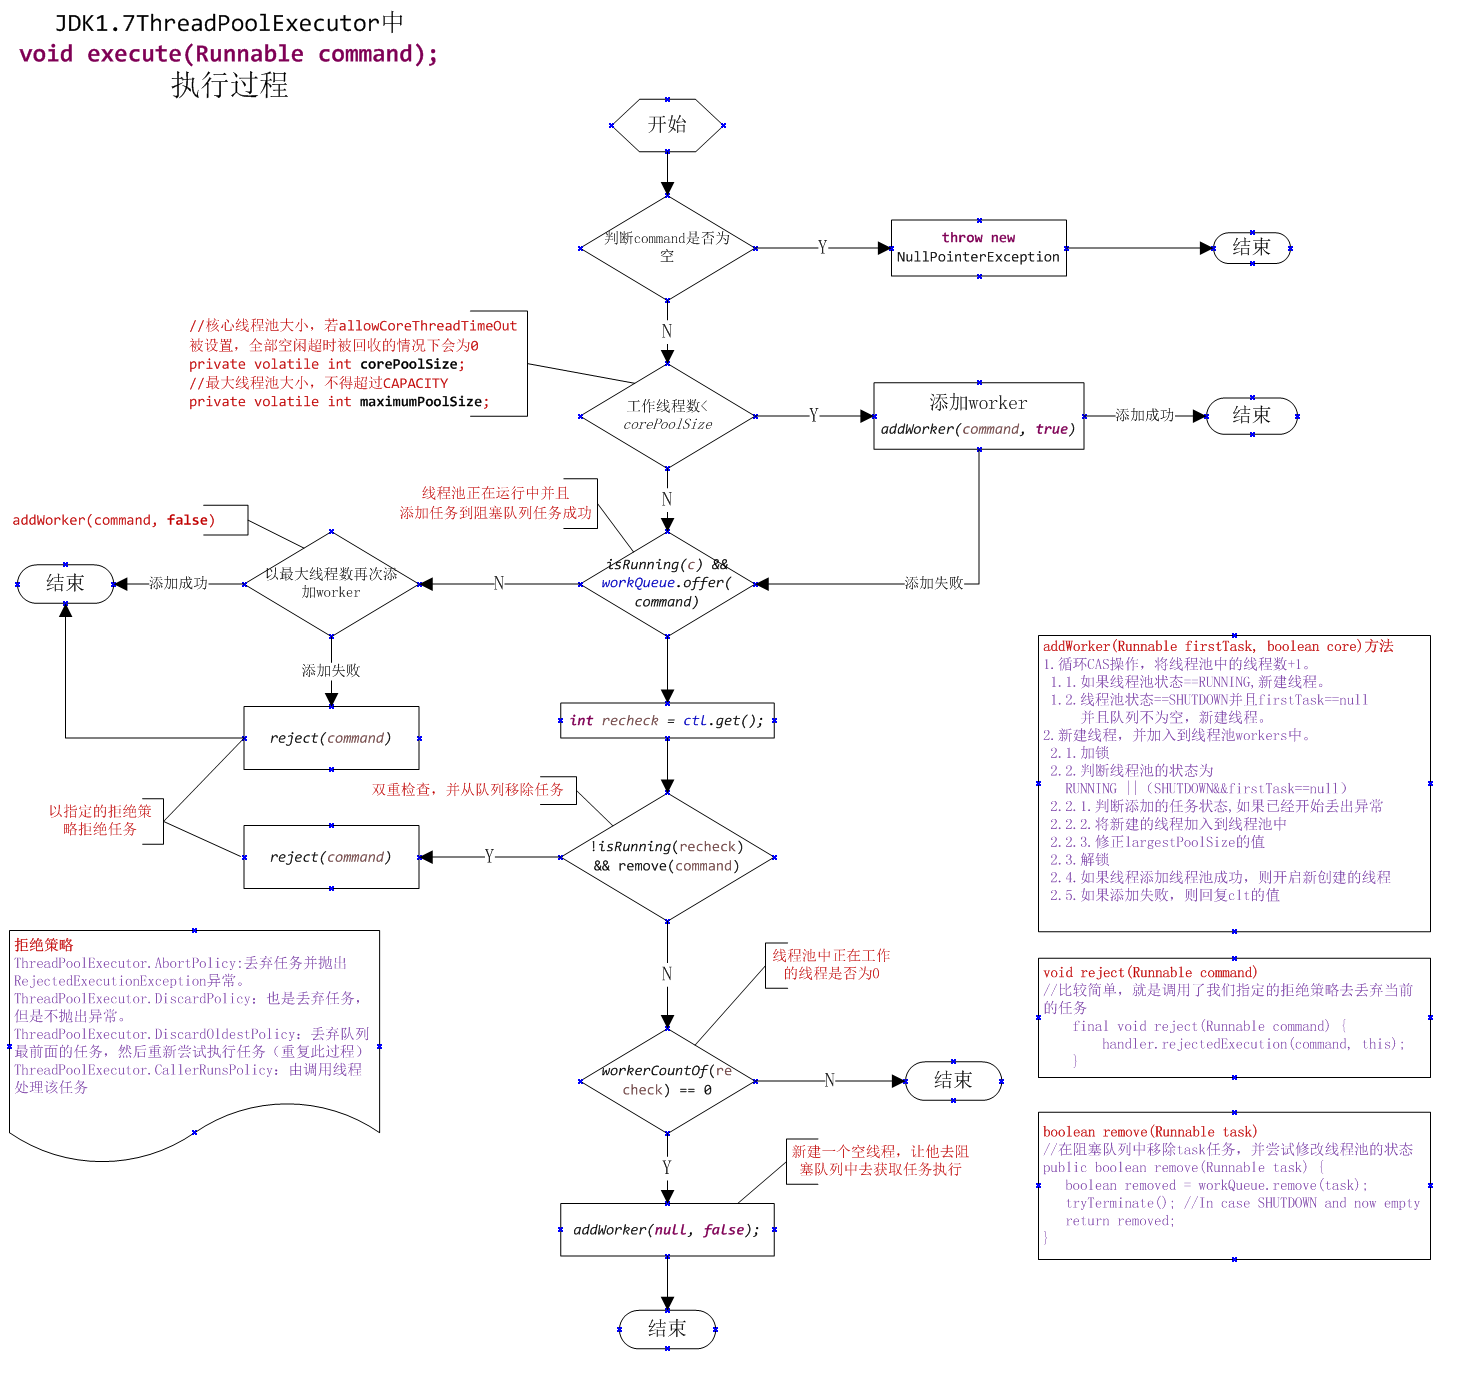 JDK1.7ThreadPoolExecutor中
void execute(Runnable command);
执行过程
开始
判断command是否为
空
Y
throw new
NullPointerException
结束
N
//核心线程池大小，若allowCoreThreadTimeOut
被设置，全部空闲超时被回收的情况下会为0
private volatile int corePoolSize;
//最大线程池大小，不得超过CAPACITY
private volatile int maximumPoolSize;
工作线程数<
corePoolSize
Y
添加worker
addWorker(command, true)
添加成功
结束
N
线程池正在运行中并且
添加任务到阻塞队列任务成功
addWorker(command, false)
结束
添加成功
以最大线程数再次添
加worker
N
isRunning(c) &&
workQueue.offer(
command)
添加失败
添加失败
reject(command)
int recheck = ctl.get();
双重检查，并从队列移除任务
以指定的拒绝策
略拒绝任务
reject(command)
Y
!isRunning(recheck)
&& remove(command)
N
线程池中正在工作
的线程是否为0
workerCountOf(re
check) == 0
N
结束
Y
新建一个空线程，让他去阻
塞队列中去获取任务执行
addWorker(null, false);
结束
拒绝策略
ThreadPoolExecutor.AbortPolicy:丢弃任务并抛出
RejectedExecutionException异常。
ThreadPoolExecutor.DiscardPolicy：也是丢弃任务，
但是不抛出异常。
ThreadPoolExecutor.DiscardOldestPolicy：丢弃队列
最前面的任务，然后重新尝试执行任务（重复此过程）
ThreadPoolExecutor.CallerRunsPolicy：由调用线程
处理该任务
addWorker(Runnable firstTask, boolean core)方法
1.循环CAS操作，将线程池中的线程数+1。
1.1.如果线程池状态==RUNNING,新建线程。
1.2.线程池状态==SHUTDOWN并且firstTask==null
并且队列不为空，新建线程。
2.新建线程，并加入到线程池workers中。
2.1.加锁
2.2.判断线程池的状态为
RUNNING ||（SHUTDOWN&&firstTask==null）
2.2.1.判断添加的任务状态,如果已经开始丢出异常
2.2.2.将新建的线程加入到线程池中
2.2.3.修正largestPoolSize的值
2.3.解锁
2.4.如果线程添加线程池成功，则开启新创建的线程
2.5.如果添加失败，则回复clt的值
void reject(Runnable command)
//比较简单，就是调用了我们指定的拒绝策略去丢弃当前
的任务
final void reject(Runnable command) {
handler.rejectedExecution(command, this);
}
boolean remove(Runnable task)
//在阻塞队列中移除task任务，并尝试修改线程池的状态
public boolean remove(Runnable task) {
boolean removed = workQueue.remove(task);
tryTerminate(); //In case SHUTDOWN and now empty
return removed;
}